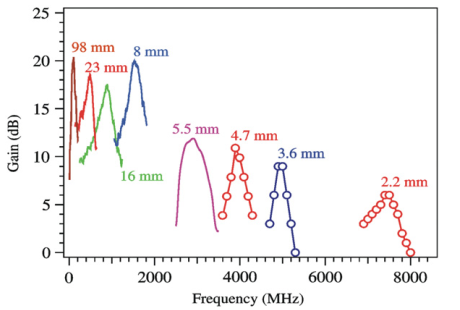 25
20
15
10
5
0
Gain (dB)
98 mm
23 mm
16 mm
8 mm
5.5 mm
4.7 mm
3.6 mm
2.2 mm
0 2000 4000 6000 8000
Frequency (MHz)